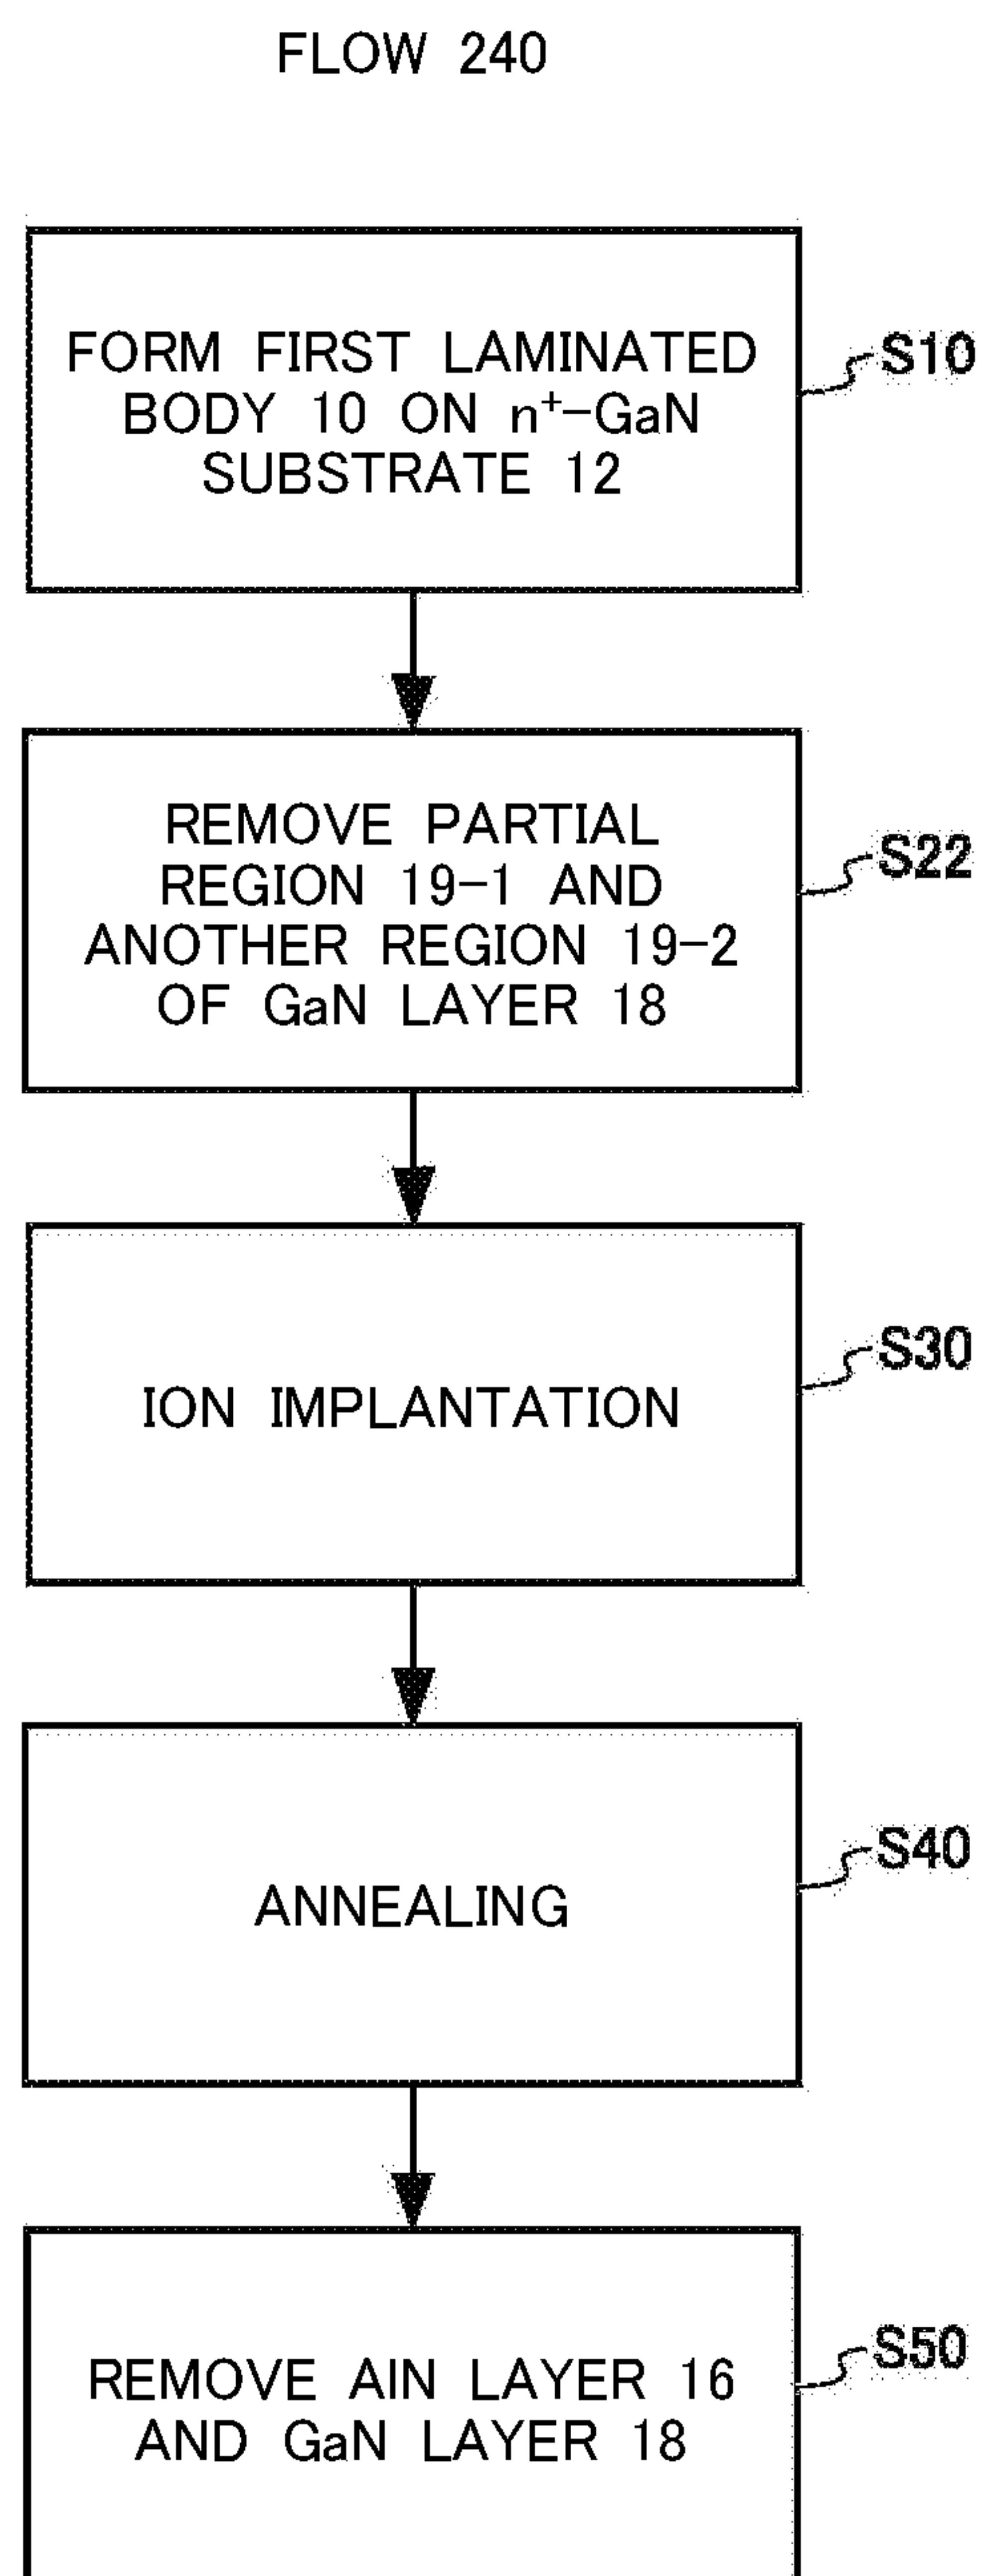 FLOW 240
FORM FIRST LAMINATED
BODY 10 ON n⁺-GaN
SUBSTRATE 12
S10
REMOVE PARTIAL
REGION 19-1 AND
ANOTHER REGION 19-2
OF GaN LAYER 18
S22
ION IMPLANTATION
S30
ANNEALING
S40
REMOVE AlN LAYER 16
AND GaN LAYER 18
S50